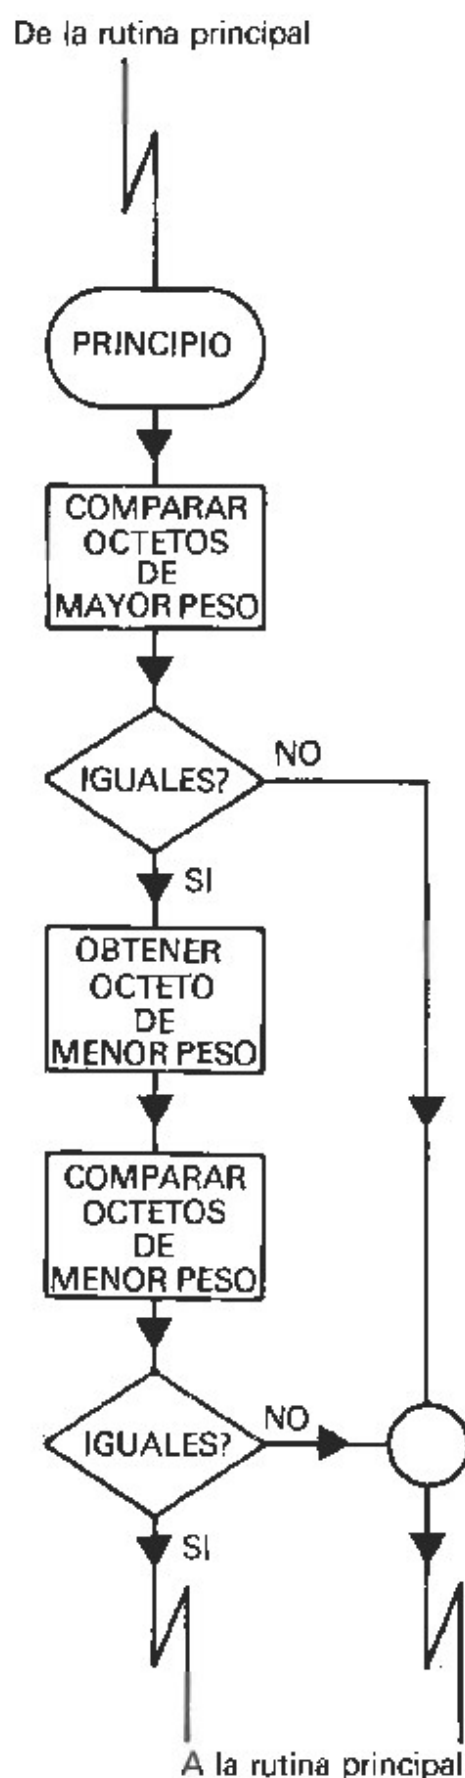 De la rutina principal
PRINCIPIO
COMPARAR
OCTETOS
DE
MAYOR PESO
IGUALES?
NO
SI
OBTENER
OCTETO
DE
MENOR PESO
COMPARAR
OCTETOS
DE
MENOR PESO
IGUALES?
NO
SI
A la rutina principal